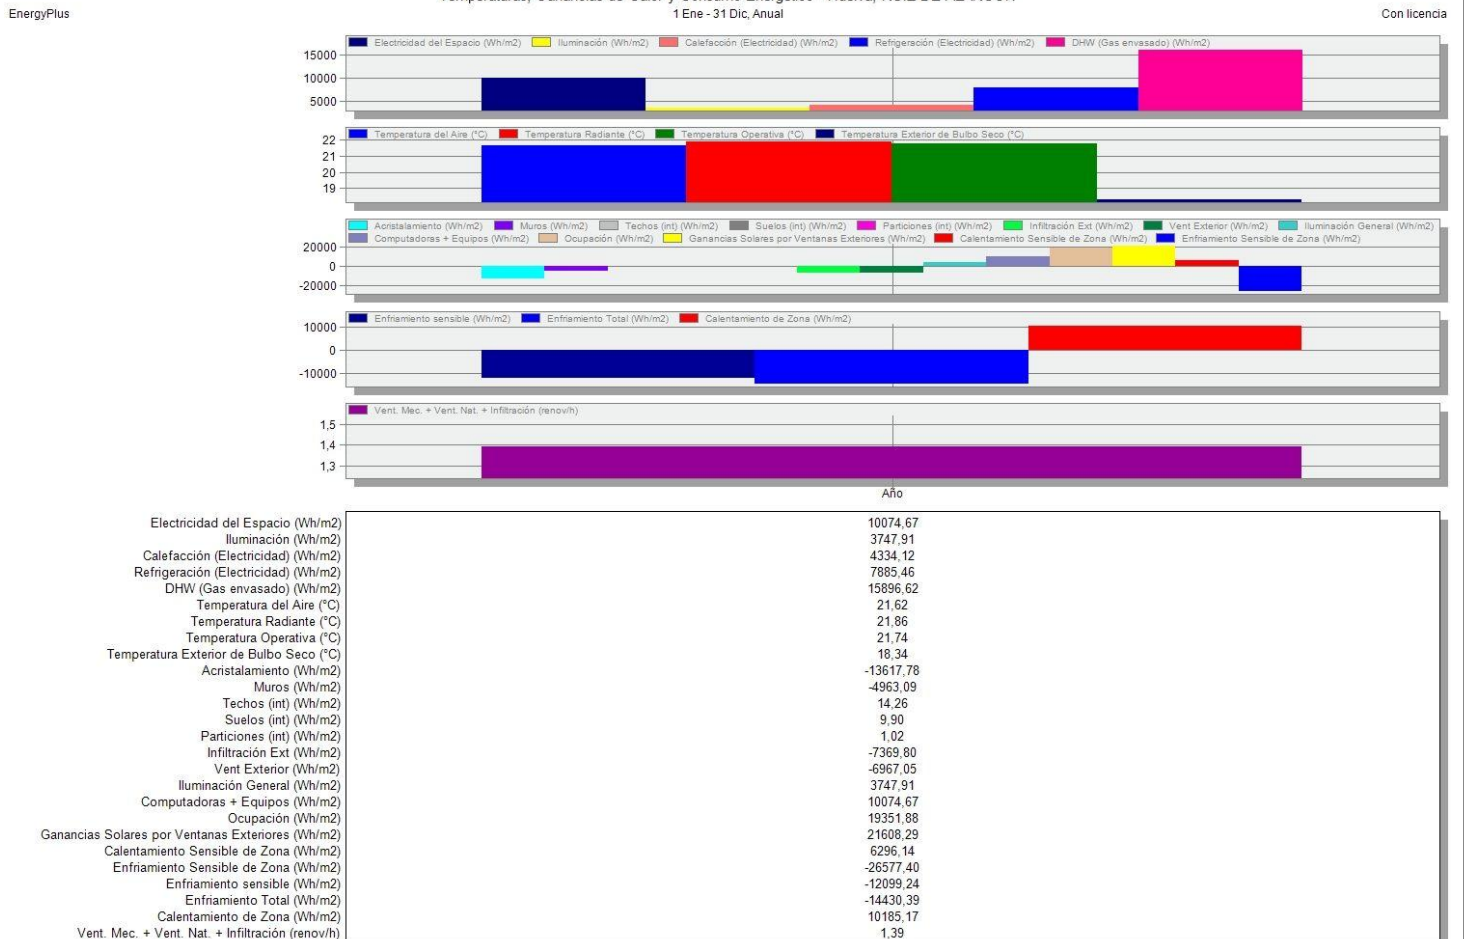 EnergyPlus
1 Ene - 31 Dic, Anual
Con licencia
Electricidad del Espacio (Wh/m2) Iluminación (Wh/m2) Calefacción (Electricidad) (Wh/m2) Refrigeración (Electricidad) (Wh/m2) DHW (Gas envasado) (Wh/m2)
15000
10000
5000
Temperatura del Aire (°C) Temperatura Radiante (°C) Temperatura Operativa (°C) Temperatura Exterior de Bulbo Seco (°C)
22
21
20
19
Acristalamiento (Wh/m2) Muros (Wh/m2) Techos (int) (Wh/m2) Suelos (int) (Wh/m2) Particiones (int) (Wh/m2) Infiltración Ext (Wh/m2) Vent Exterior (Wh/m2) Iluminación General (Wh/m2)
Computadoras + Equipos (Wh/m2) Ocupación (Wh/m2) Ganancias Solares por Ventanas Exteriores (Wh/m2) Calentamiento Sensible de Zona (Wh/m2) Enfriamiento Sensible de Zona (Wh/m2)
20000
0
-20000
Enfriamiento sensible (Wh/m2) Enfriamiento Total (Wh/m2) Calentamiento de Zona (Wh/m2)
10000
0
-10000
Vent. Mec. + Vent. Nat. + Infiltración (renov/h)
1,5
1,4
1,3
Año
Electricidad del Espacio (Wh/m2) 10074,67
Iluminación (Wh/m2) 3747,91
Calefacción (Electricidad) (Wh/m2) 4334,12
Refrigeración (Electricidad) (Wh/m2) 7885,46
DHW (Gas envasado) (Wh/m2) 15896,62
Temperatura del Aire (°C) 21,62
Temperatura Radiante (°C) 21,86
Temperatura Operativa (°C) 21,74
Temperatura Exterior de Bulbo Seco (°C) 18,34
Acristalamiento (Wh/m2) -13617,78
Muros (Wh/m2) -4963,09
Techos (int) (Wh/m2) 14,26
Suelos (int) (Wh/m2) 9,90
Particiones (int) (Wh/m2) 1,02
Infiltración Ext (Wh/m2) -7369,80
Vent Exterior (Wh/m2) -6967,05
Iluminación General (Wh/m2) 3747,91
Computadoras + Equipos (Wh/m2) 10074,67
Ocupación (Wh/m2) 19351,88
Ganancias Solares por Ventanas Exteriores (Wh/m2) 21608,29
Calentamiento Sensible de Zona (Wh/m2) 6296,14
Enfriamiento Sensible de Zona (Wh/m2) -26577,40
Enfriamiento sensible (Wh/m2) -12099,24
Enfriamiento Total (Wh/m2) -14430,39
Calentamiento de Zona (Wh/m2) 10185,17
Vent. Mec. + Vent. Nat. + Infiltración (renov/h) 1,39